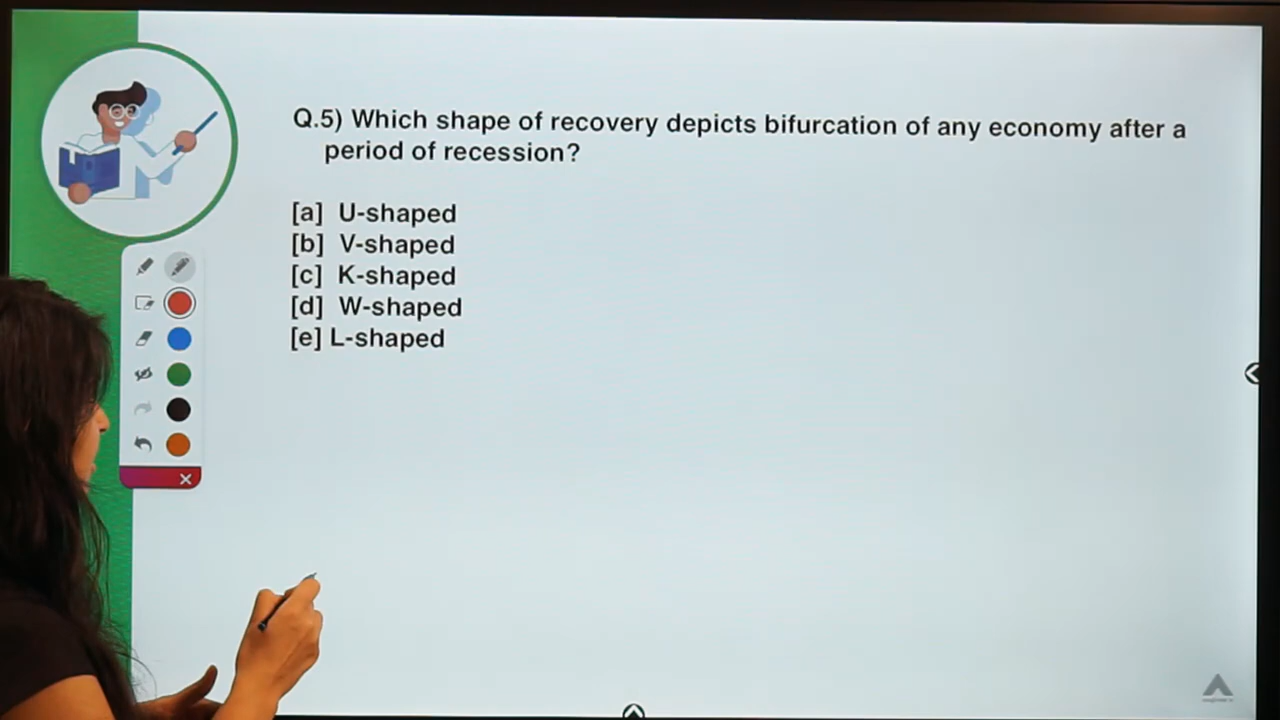 Q.5) Which shape of recovery depicts bifurcation of any economy after a
period of recession?
[a] U-shaped
[b] V-shaped
[c] K-shaped
[d] W-shaped
[e] L-shaped